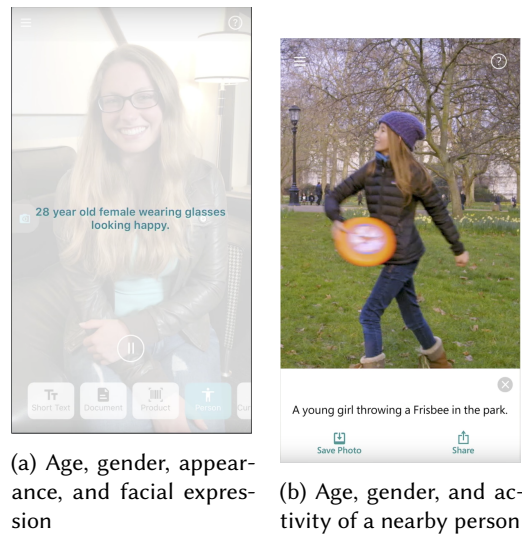 28 year old female wearing glasses
looking happy.
Short Text
Document
Product
Person
(a) Age, gender, appear-
ance, and facial expres-
sion
A young girl throwing a Frisbee in the park.
Save Photo
Share
(b) Age, gender, and ac-
tivity of a nearby person